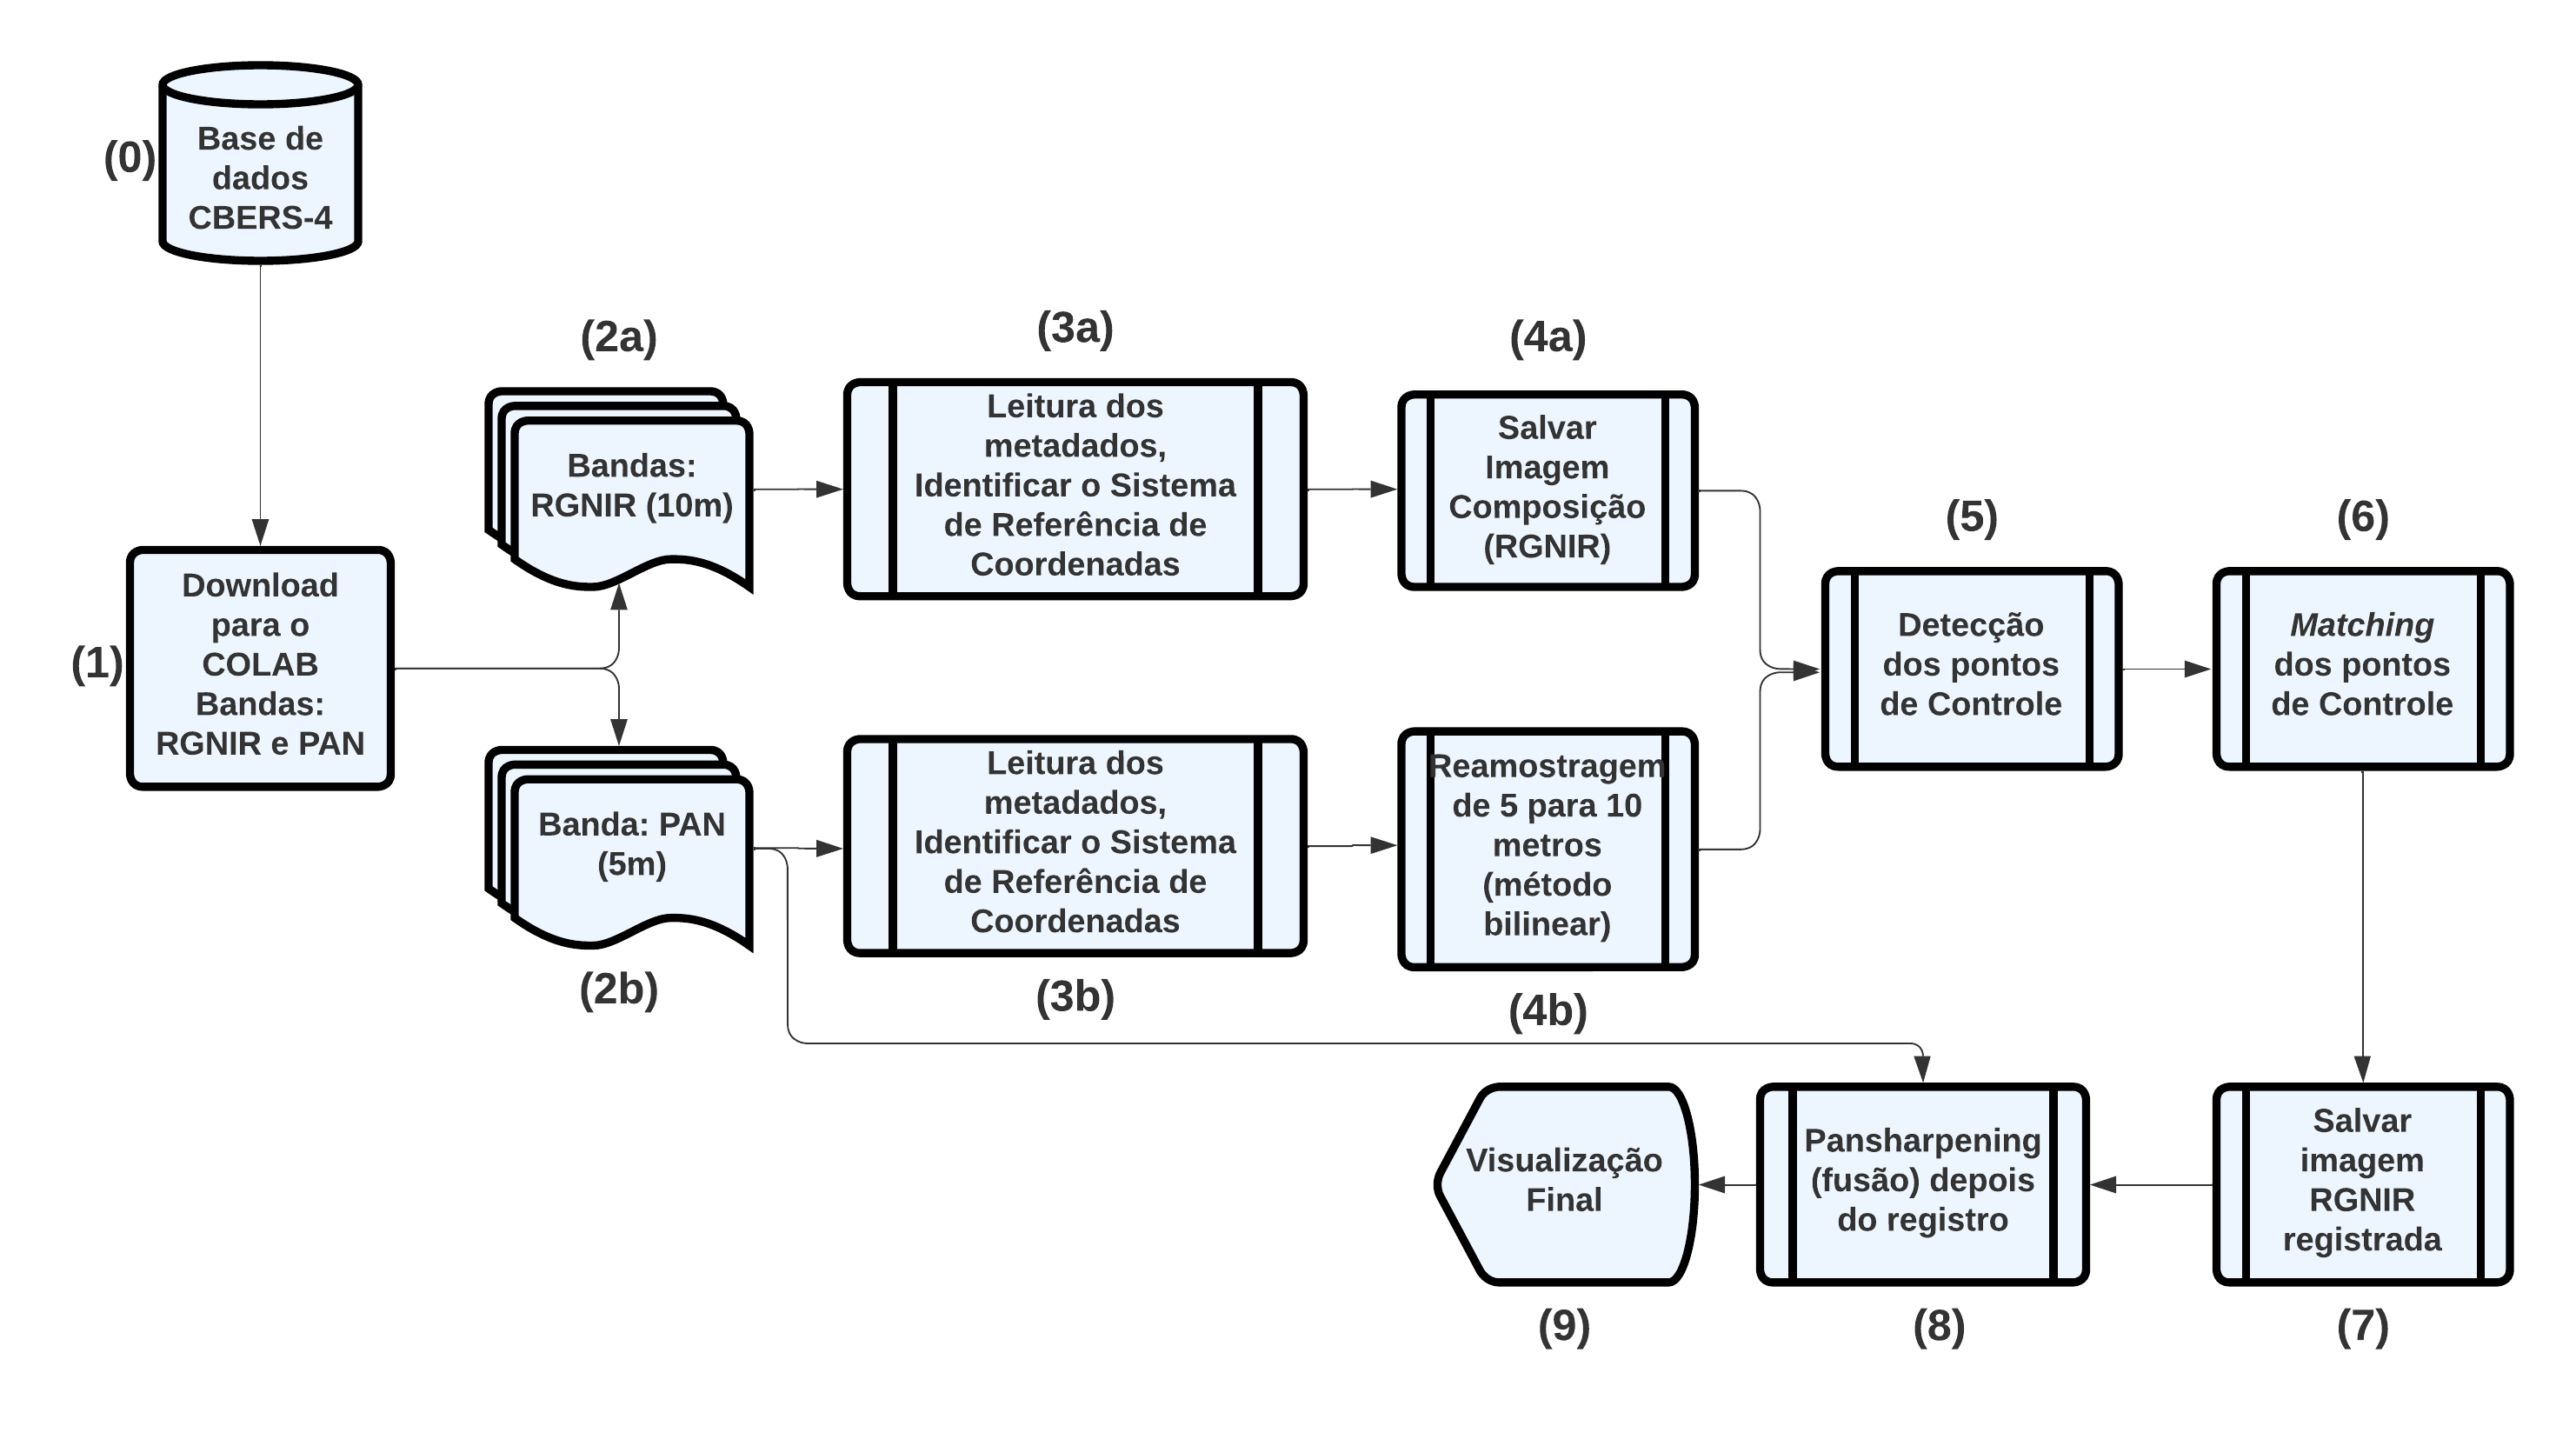 (0)
Base de
dados
CBERS-4
(1)
Download
para o
COLAB
Bandas:
RGNIR e PAN
(2a)
Bandas:
RGNIR (10m)
(3a)
Leitura dos
metadados,
Identificar o Sistema
de Referência de
Coordenadas
(4a)
Salvar
Imagem
Composição
(RGNIR)
Banda: PAN
(5m)
(2b)
Leitura dos
metadados,
Identificar o Sistema
de Referência de
Coordenadas
(3b)
Reamostragem
de 5 para 10
metros
(método
bilinear)
(4b)
(5)
Detecção
dos pontos
de Controle
(6)
Matching
dos pontos
de Controle
Salvar
imagem
RGNIR
registrada
(7)
Pansharpening
(fusão) depois
do registro
(8)
Visualização
Final
(9)